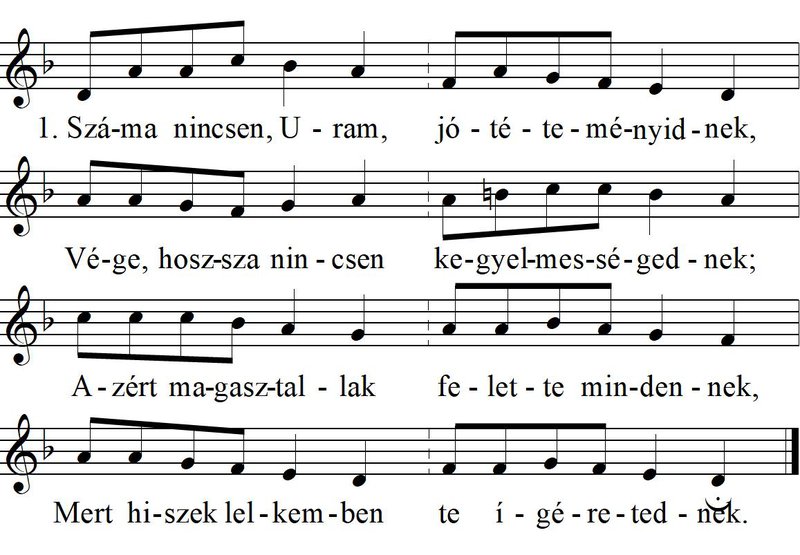 1. Szá-ma nincsen, U - ram, jó - té - te - mé-nyid - nek,
Vé-ge, hosz-sza nin - csen ke-gyel-mes-sé-ged - nek;
A - zért ma-gasz-tal - lak fe - let - te min-den - nek,
Mert hi-szek lel-kem-ben te í - gé-re-ted - nek.